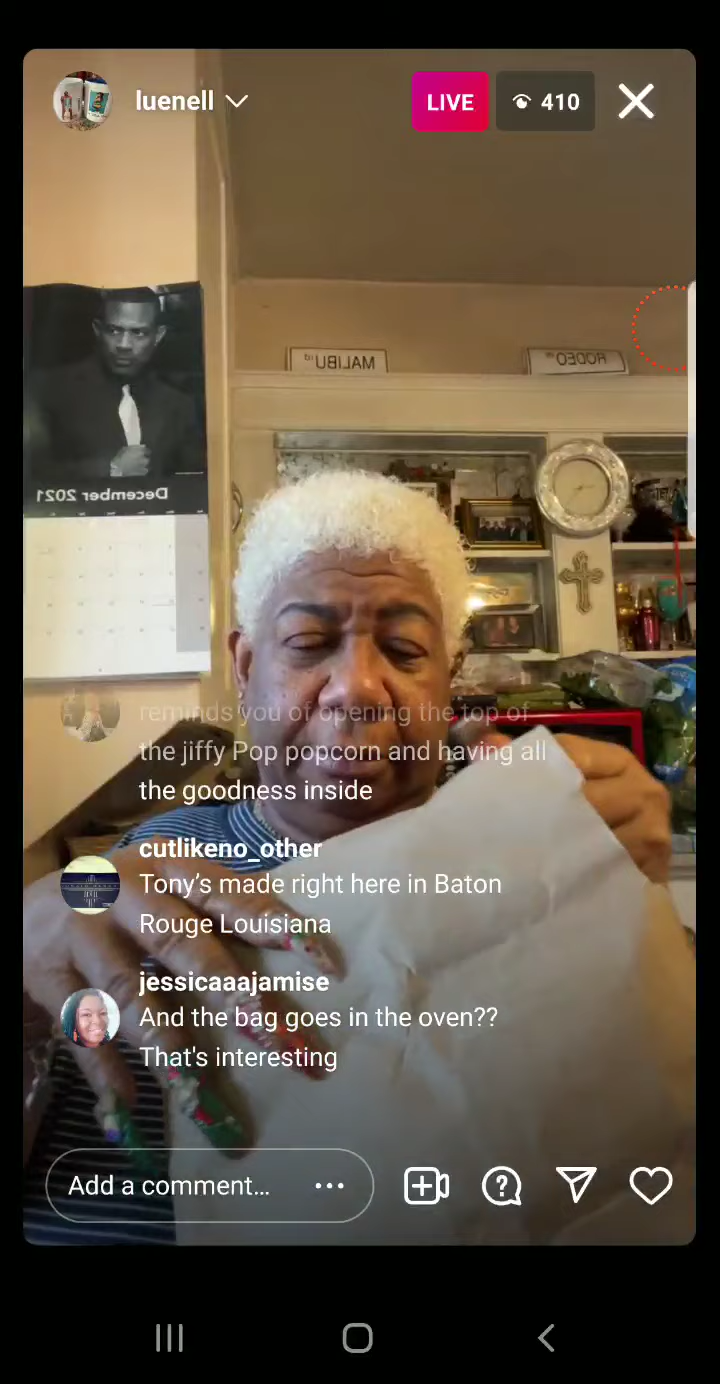 luenell
LIVE
410
MALIBU
RODEO
December 2021
reminds you of opening the top of
the jiffy Pop popcorn and having all
the goodness inside
cutlikeno_other
Tony's made right here in Baton
Rouge Louisiana
jessicaaajamise
And the bag goes in the oven??
That's interesting
Add a comment...